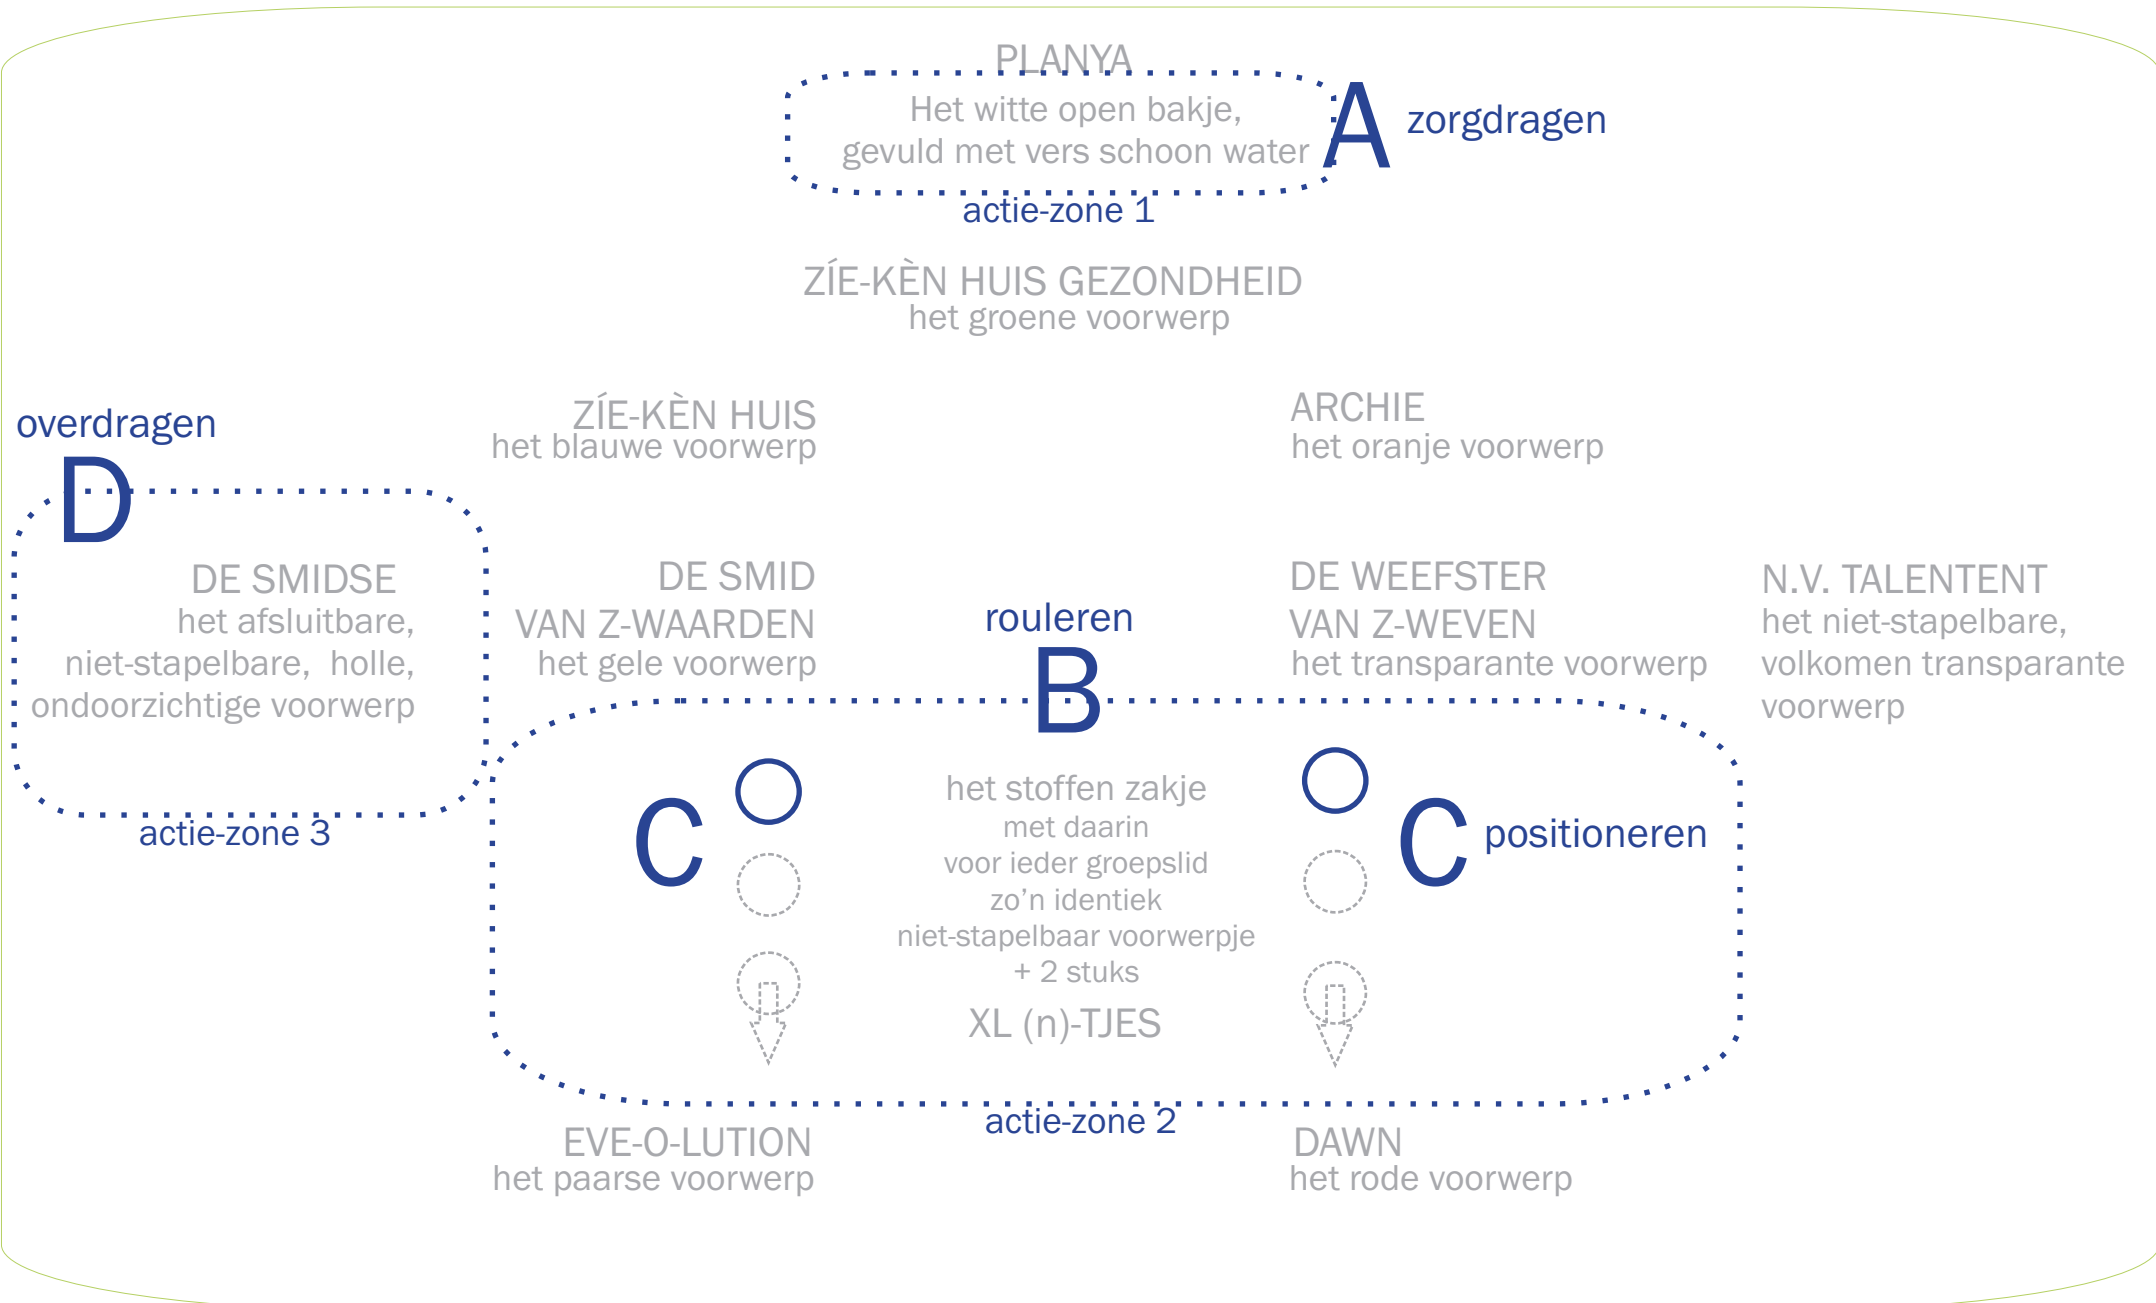 PLANYA
Het witte open bakje,
gevuld met vers schoon water
A
zorgdragen
actie-zone 1
ZÍE-KÈN HUIS GEZONDHEID
het groene voorwerp
ZÍE-KÈN HUIS
het blauwe voorwerp
ARCHIE
het oranje voorwerp
overdragen
D
DE SMIDSE
het afsluitbare,
niet-stapelbare, holle,
ondoorzichtige voorwerp
actie-zone 3
DE SMID
VAN Z-WAARDEN
het gele voorwerp
rouleren
B
DE WEEFSTER
VAN Z-WEVEN
het transparante voorwerp
N.V. TALENTENT
het niet-stapelbare,
volkomen transparante
voorwerp
C
het stoffen zakje
met daarin
voor ieder groepslid
zo'n identiek
niet-stapelbaar voorwerpje
+ 2 stuks
XL (n)-TJES
C
positioneren
actie-zone 2
EVE-O-LUTION
het paarse voorwerp
DAWN
het rode voorwerp